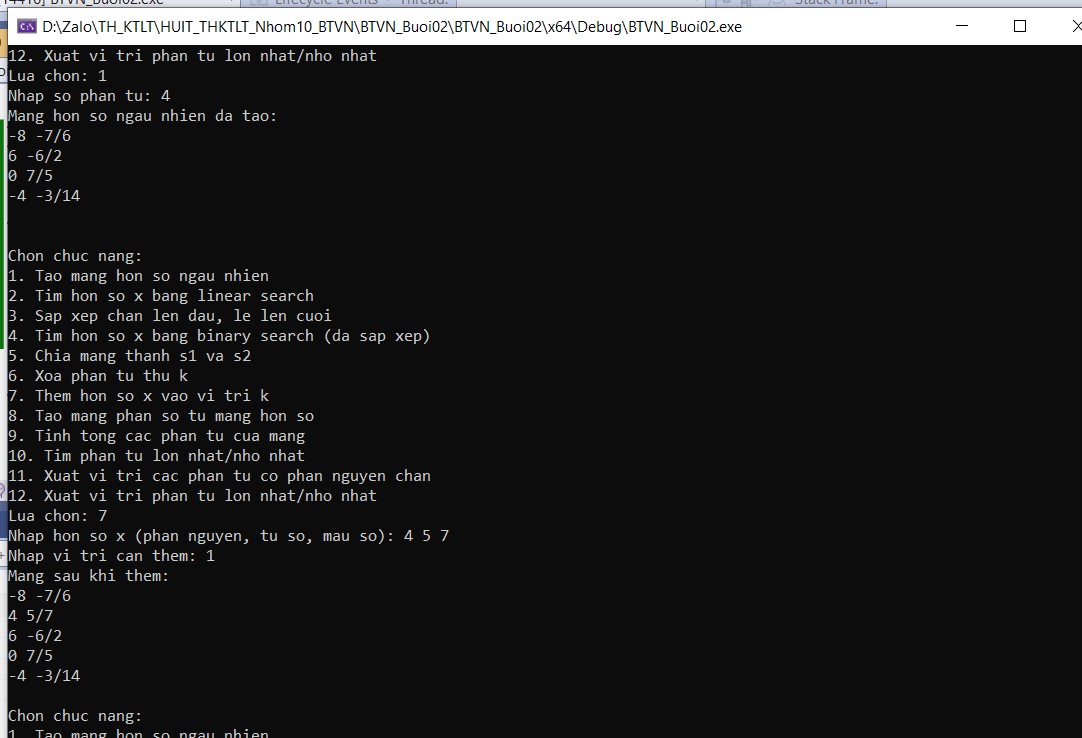 BTVN_Buoi02.exe Lifecycle Events Thread: Stack Frame:
D:\Zalo\TH_KTLT\HUIT_THKTLT_Nhom10_BTVN\BTVN_Buoi02\BTVN_Buoi02\x64\Debug\BTVN_Buoi02.exe
12. Xuat vi tri phan tu lon nhat/nho nhat
Lua chon: 1
Nhap so phan tu: 4
Mang hon so ngau nhien da tao:
-8 -7/6
6 -6/2
0 7/5
-4 -3/14
Chon chuc nang:
1. Tao mang hon so ngau nhien
2. Tim hon so x bang linear search
3. Sap xep chan len dau, le len cuoi
4. Tim hon so x bang binary search (da sap xep)
5. Chia mang thanh s1 va s2
6. Xoa phan tu thu k
7. Them hon so x vao vi tri k
8. Tao mang phan so tu mang hon so
9. Tinh tong cac phan tu cua mang
10. Tim phan tu lon nhat/nho nhat
11. Xuat vi tri cac phan tu co phan nguyen chan
12. Xuat vi tri phan tu lon nhat/nho nhat
Lua chon: 7
Nhap hon so x (phan nguyen, tu so, mau so): 4 5 7
Nhap vi tri can them: 1
Mang sau khi them:
-8 -7/6
4 5/7
6 -6/2
0 7/5
-4 -3/14
Chon chuc nang:
1. Tao mang hon so ngau nhien